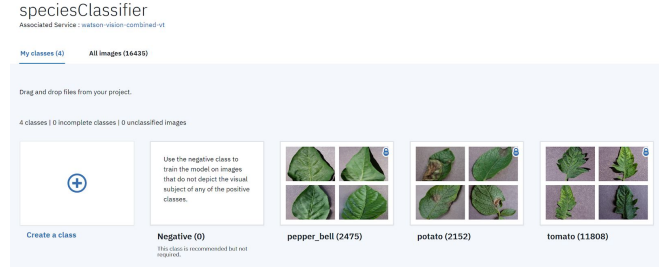 speciesClassifier
Associated Service : watson-vision-combined-vt
My classes (4) All images (16435)
Drag and drop files from your project.
4 classes | 0 incomplete classes | 0 unclassified images
Use the negative class to
train the model on images
that do not depict the visual
subject of any of the positive
classes.
Create a class
Negative (0)
This class is recommended but not
required.
pepper_bell (2475)
potato (2152)
tomato (11808)